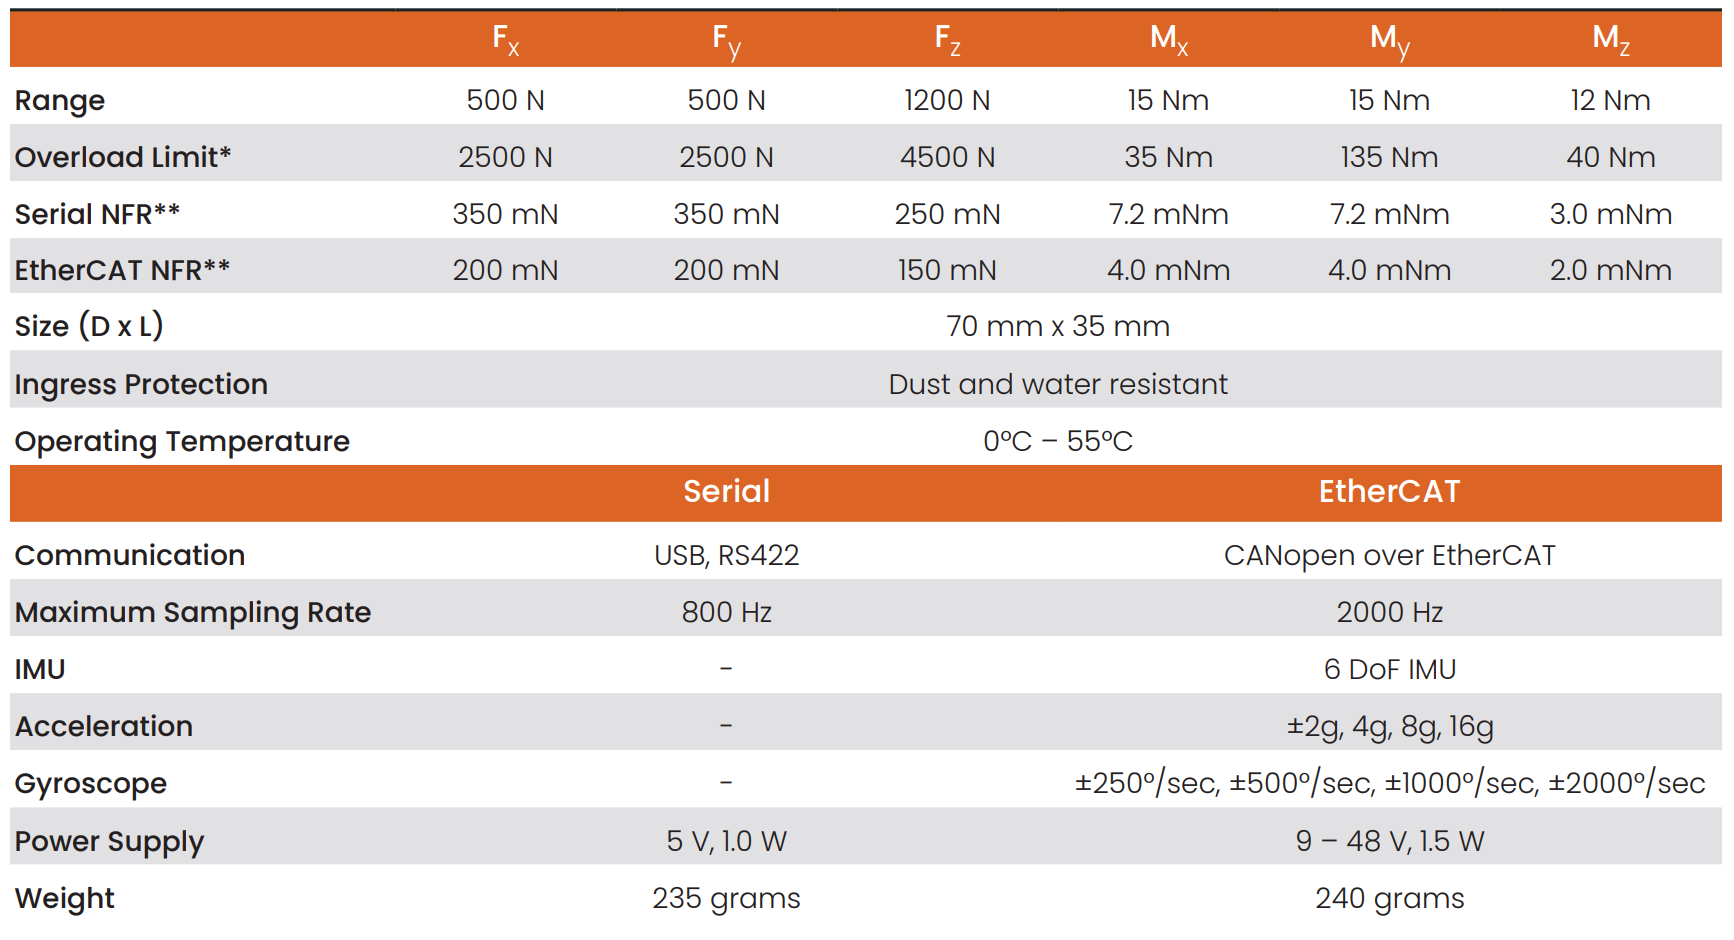 Fx Fy Fz Mx My Mz
Range 500 N 500 N 1200 N 15 Nm 15 Nm 12 Nm
Overload Limit* 2500 N 2500 N 4500 N 35 Nm 135 Nm 40 Nm
Serial NFR** 350 mN 350 mN 250 mN 7.2 mNm 7.2 mNm 3.0 mNm
EtherCAT NFR** 200 mN 200 mN 150 mN 4.0 mNm 4.0 mNm 2.0 mNm
Size (D x L) 70 mm x 35 mm
Ingress Protection Dust and water resistant
Operating Temperature 0°C – 55°C
Serial EtherCAT
Communication USB, RS422 CANopen over EtherCAT
Maximum Sampling Rate 800 Hz 2000 Hz
IMU - 6 DoF IMU
Acceleration - ±2g, 4g, 8g, 16g
Gyroscope - ±250°/sec, ±500°/sec, ±1000°/sec, ±2000°/sec
Power Supply 5 V, 1.0 W 9 – 48 V, 1.5 W
Weight 235 grams 240 grams